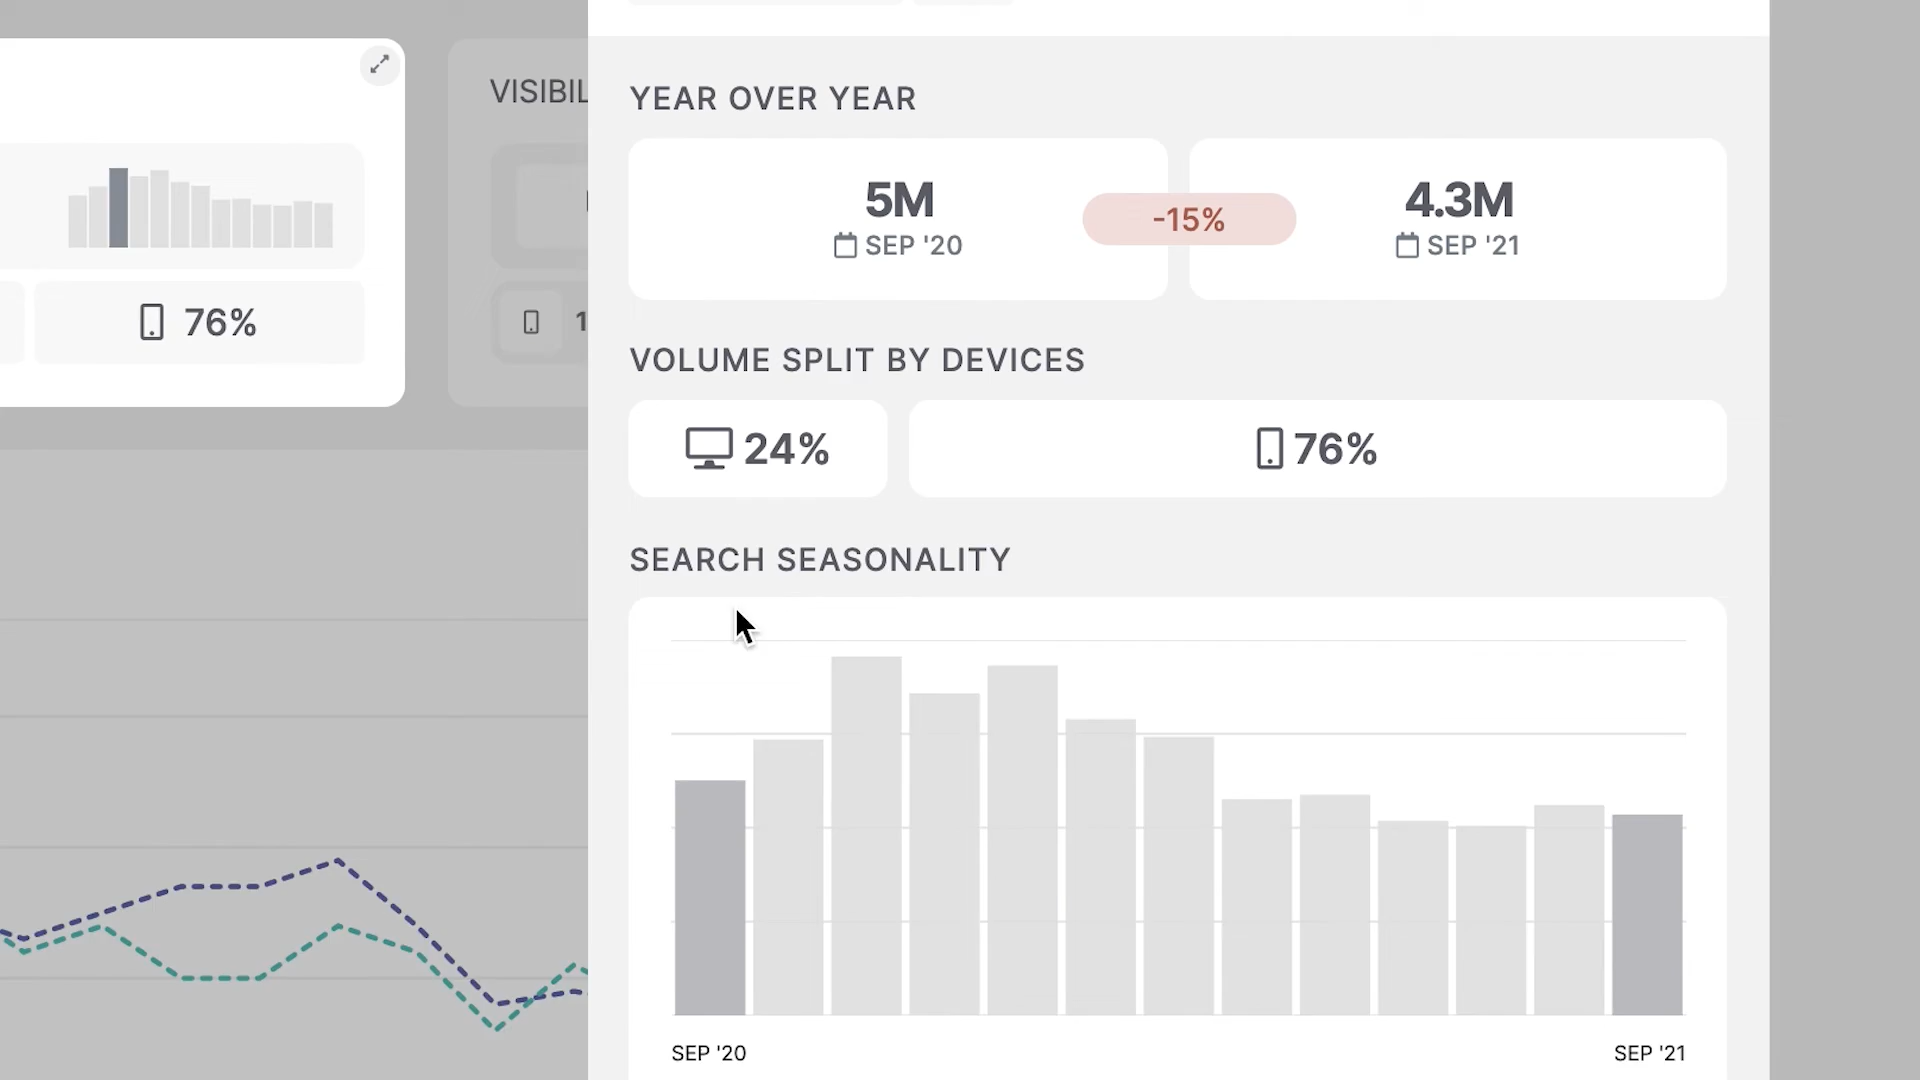 VISIBIL
76%
YEAR OVER YEAR
5M
SEP '20
-15%
4.3M
SEP '21
VOLUME SPLIT BY DEVICES
24%
76%
SEARCH SEASONALITY
SEP '20
SEP '21